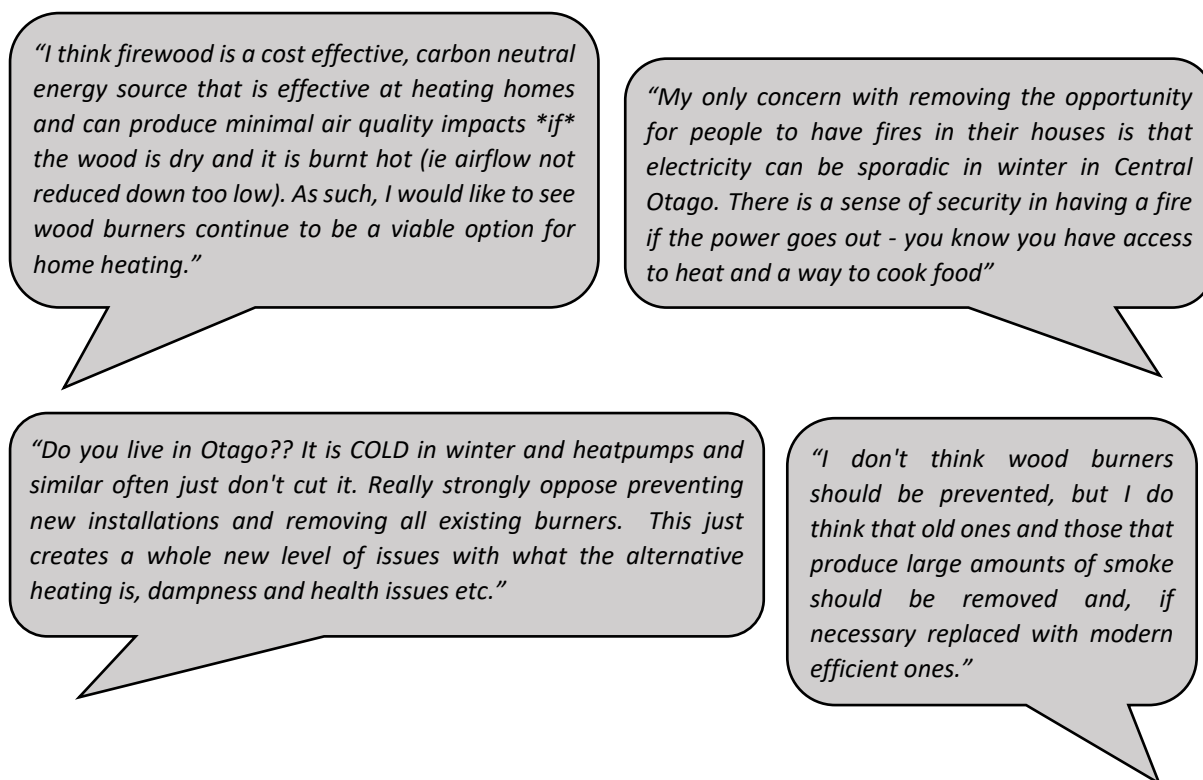 “I think firewood is a cost effective, carbon neutral
energy source that is effective at heating homes
and can produce minimal air quality impacts *if*
the wood is dry and it is burnt hot (ie airflow not
reduced down too low). As such, I would like to see
wood burners continue to be a viable option for
home heating.”
“My only concern with removing the opportunity
for people to have fires in their houses is that
electricity can be sporadic in winter in Central
Otago. There is a sense of security in having a fire
if the power goes out - you know you have access
to heat and a way to cook food”
“Do you live in Otago?? It is COLD in winter and heatpumps and
similar often just don't cut it. Really strongly oppose preventing
new installations and removing all existing burners. This just
creates a whole new level of issues with what the alternative
heating is, dampness and health issues etc.”
“I don't think wood burners
should be prevented, but I do
think that old ones and those that
produce large amounts of smoke
should be removed and, if
necessary replaced with modern
efficient ones.”